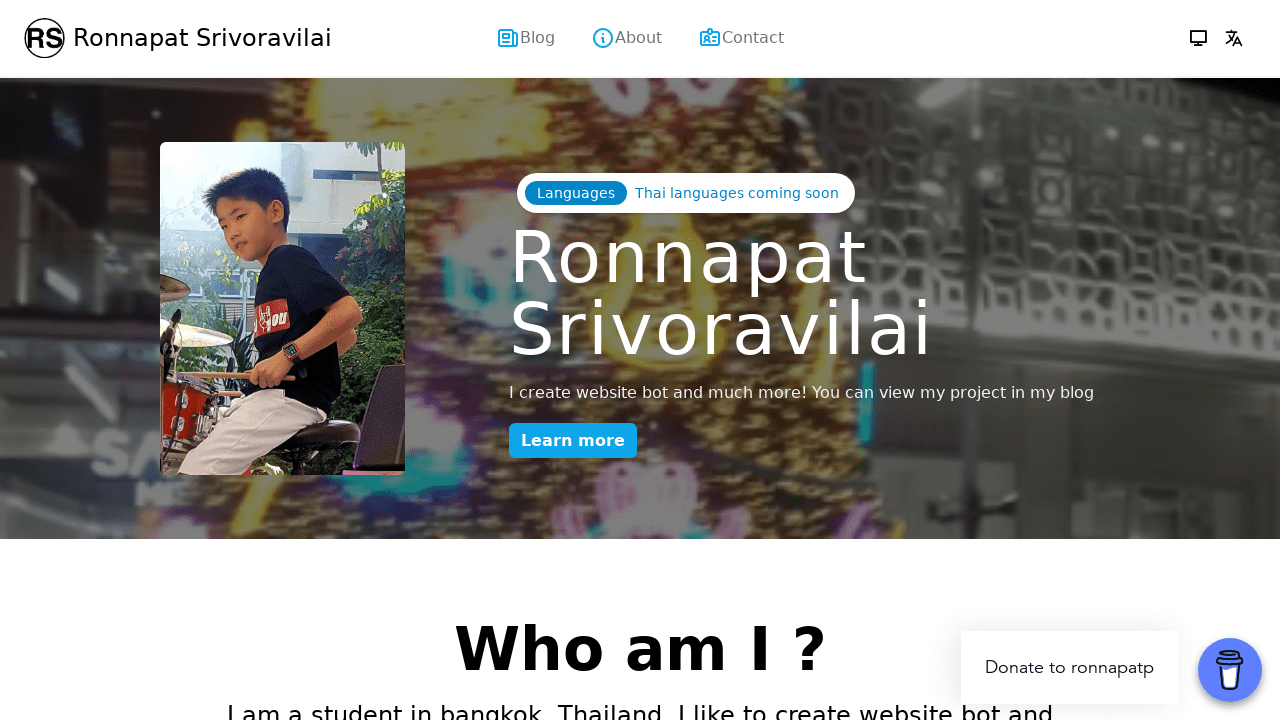 RS Ronnapat Srivoravilai
Blog
About
Contact
Languages Thai languages coming soon
Ronnapat
Srivoravilai
I create website bot and much more! You can view my project in my blog
Learn more
Who am I ?
Donate to ronnapatp
I am a student in bangkok, Thailand. I like to create website bot and